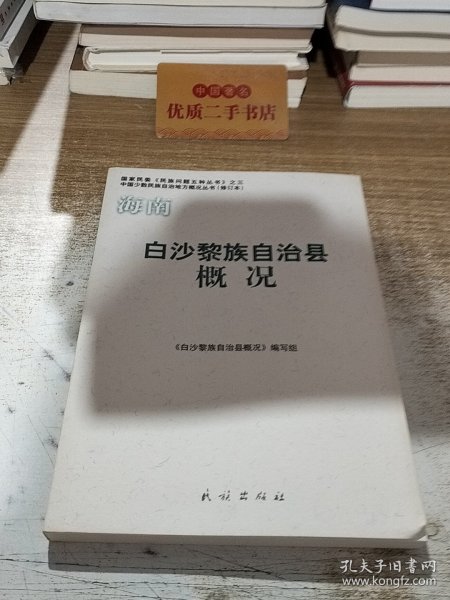 中国著名
优质二手书店
国家民委《民族问题五种丛书》之三
中国少数民族自治地方概况丛书(修订本)
海南
白沙黎族自治县
概况
《白沙黎族自治县概况》编写组
民族出版社
孔夫子旧书网
www.kongfz.com